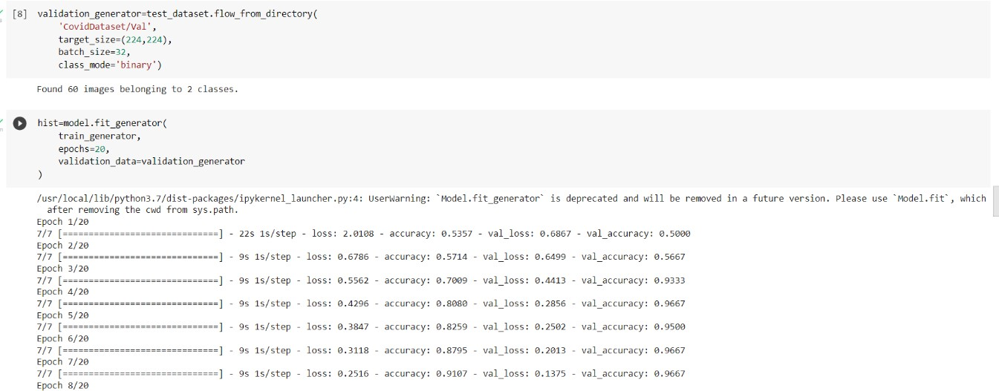 [8] validation_generator=test_dataset.flow_from_directory(
'CovidDataset/Val',
target_size=(224,224),
batch_size=32,
class_mode='binary')
Found 60 images belonging to 2 classes.
hist=model.fit_generator(
train_generator,
epochs=20,
validation_data=validation_generator
)
/usr/local/lib/python3.7/dist-packages/ipykernel_launcher.py:4: UserWarning: `Model.fit_generator` is deprecated and will be removed in a future version. Please use `Model.fit`, which
after removing the cwd from sys.path.
Epoch 1/20
7/7 [==============================] - 22s 1s/step - loss: 2.0108 - accuracy: 0.5357 - val_loss: 0.6867 - val_accuracy: 0.5000
Epoch 2/20
7/7 [==============================] - 9s 1s/step - loss: 0.6786 - accuracy: 0.5714 - val_loss: 0.6499 - val_accuracy: 0.5667
Epoch 3/20
7/7 [==============================] - 9s 1s/step - loss: 0.5562 - accuracy: 0.7009 - val_loss: 0.4413 - val_accuracy: 0.9333
Epoch 4/20
7/7 [==============================] - 9s 1s/step - loss: 0.4296 - accuracy: 0.8080 - val_loss: 0.2856 - val_accuracy: 0.9667
Epoch 5/20
7/7 [==============================] - 9s 1s/step - loss: 0.3847 - accuracy: 0.8259 - val_loss: 0.2502 - val_accuracy: 0.9500
Epoch 6/20
7/7 [==============================] - 9s 1s/step - loss: 0.3118 - accuracy: 0.8795 - val_loss: 0.2013 - val_accuracy: 0.9667
Epoch 7/20
7/7 [==============================] - 9s 1s/step - loss: 0.2516 - accuracy: 0.9107 - val_loss: 0.1375 - val_accuracy: 0.9667
Epoch 8/20